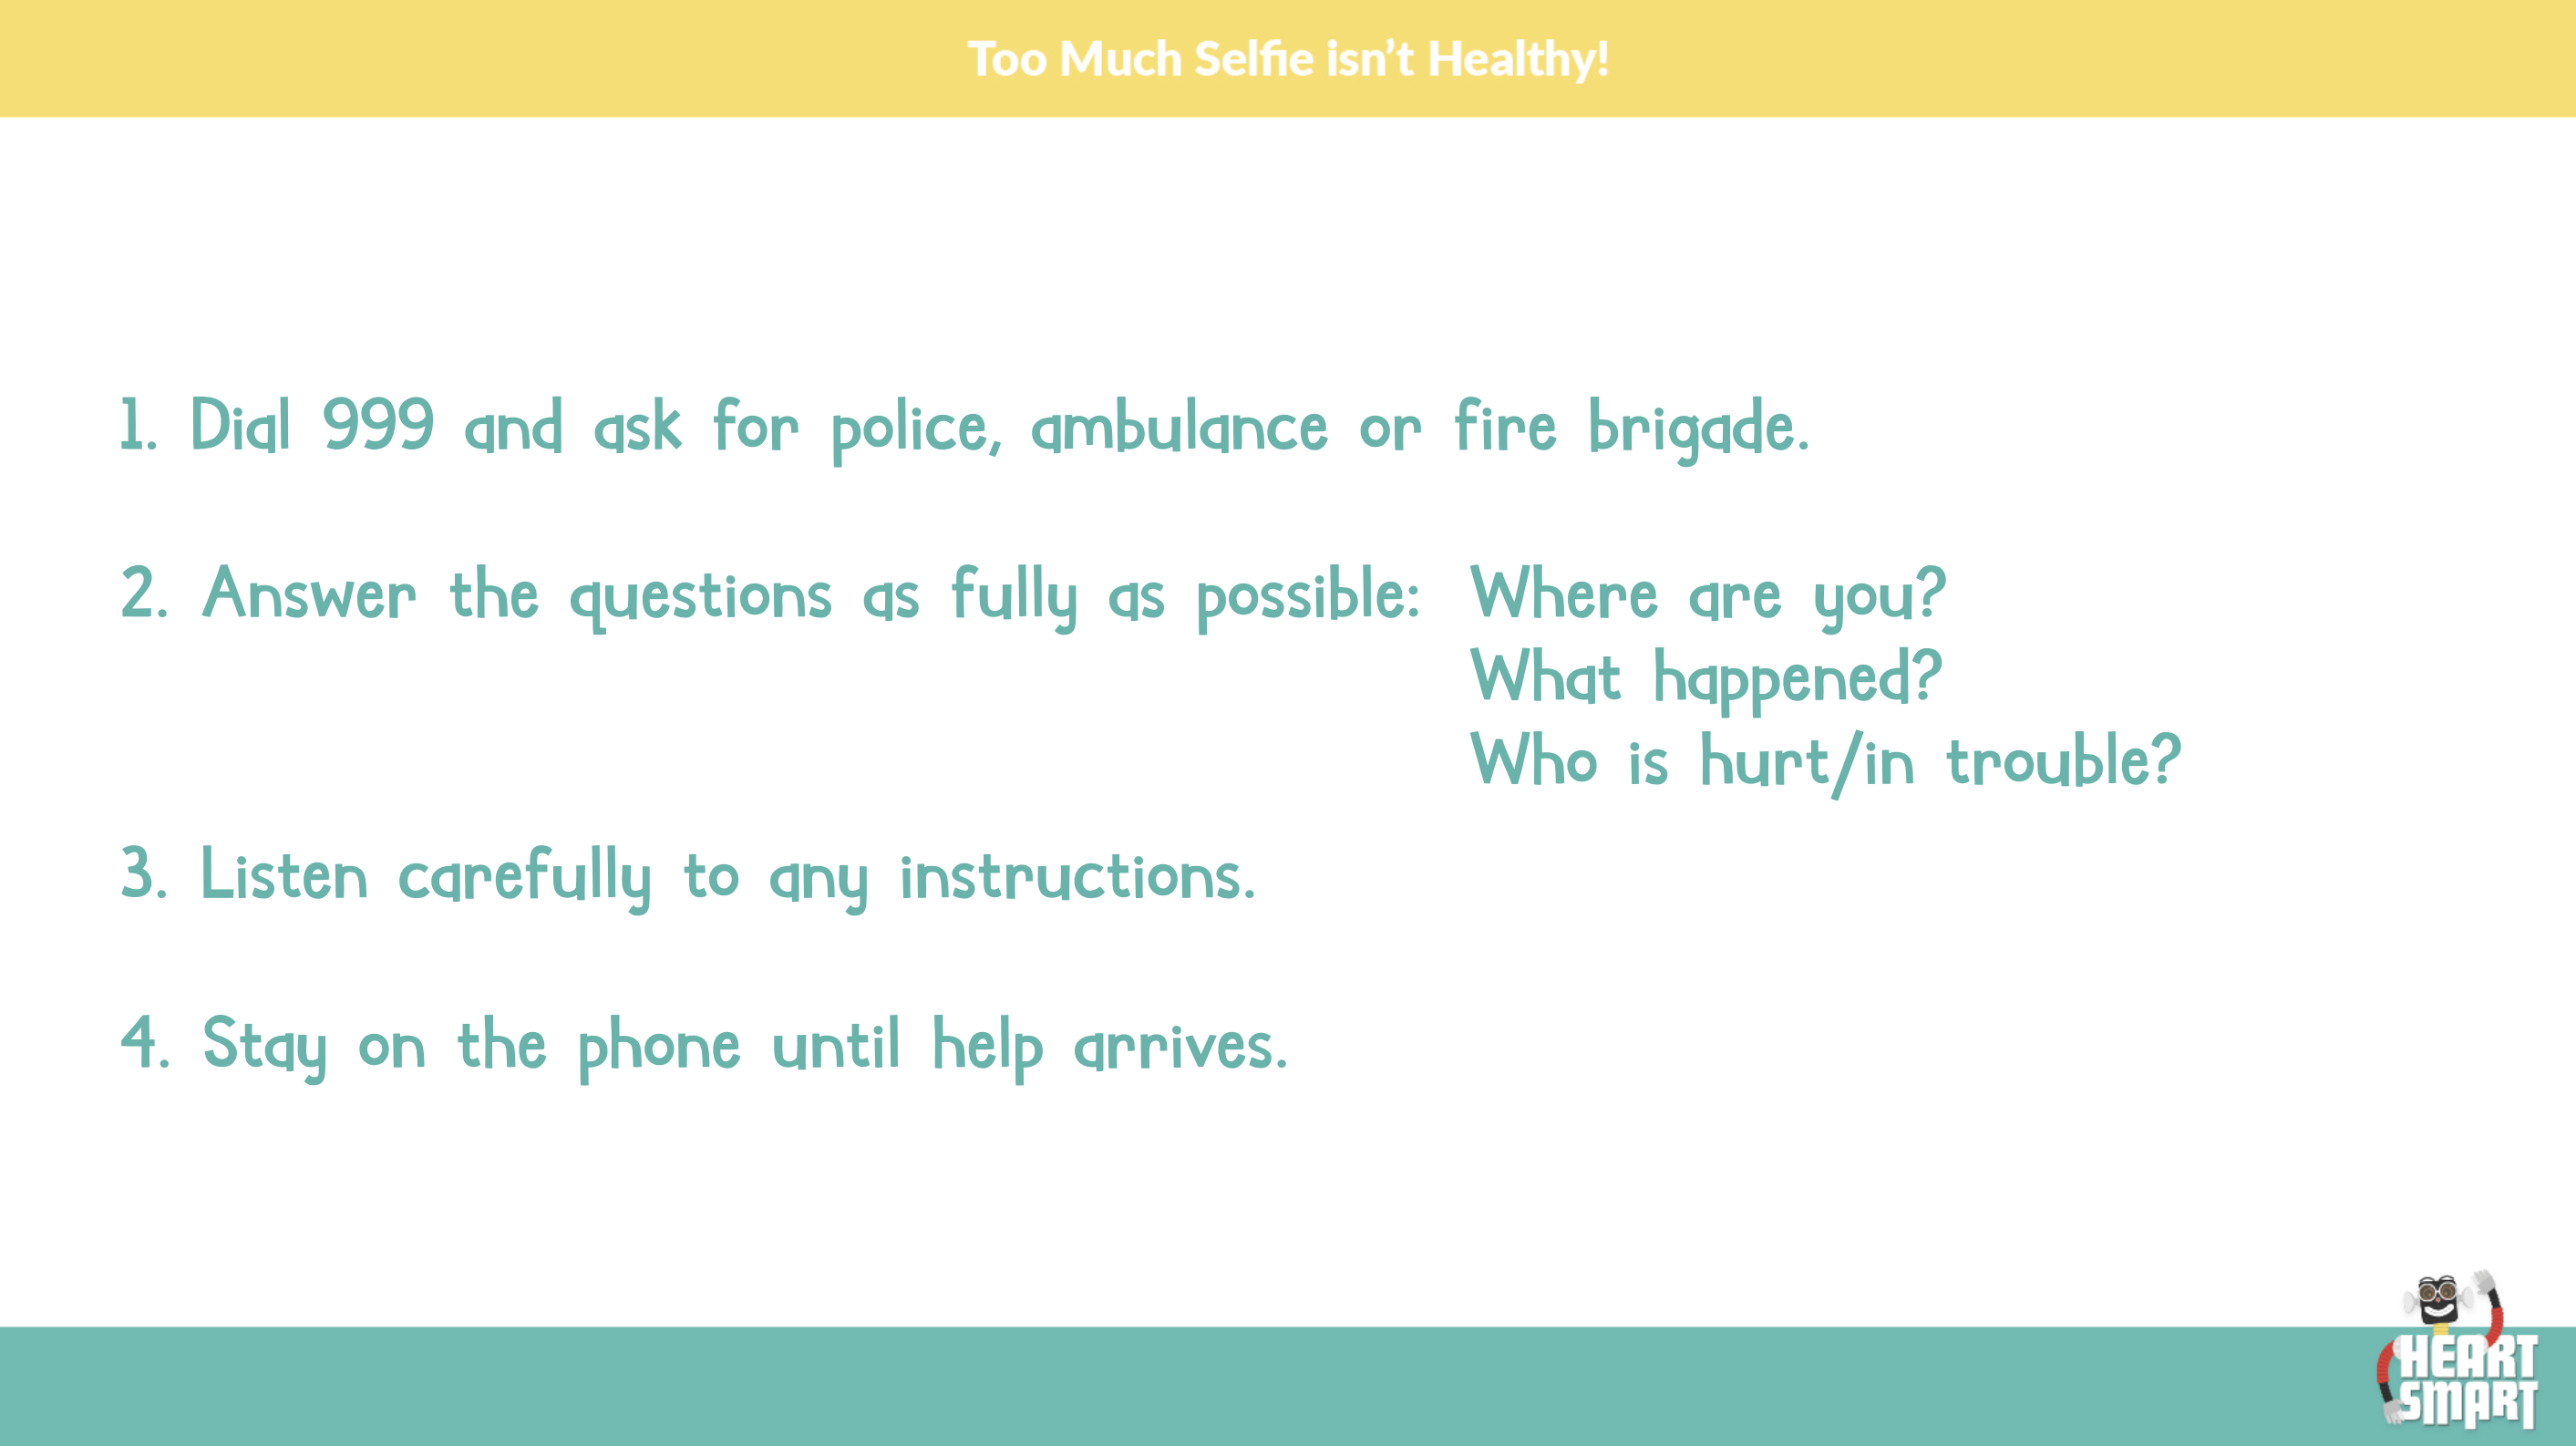 Too Much Selfie isn’t Healthy!
1. Dial 999 and ask for police, ambulance or fire brigade.
2. Answer the questions as fully as possible: Where are you?
What happened?
Who is hurt/in trouble?
3. Listen carefully to any instructions.
4. Stay on the phone until help arrives.
HEART
SMART